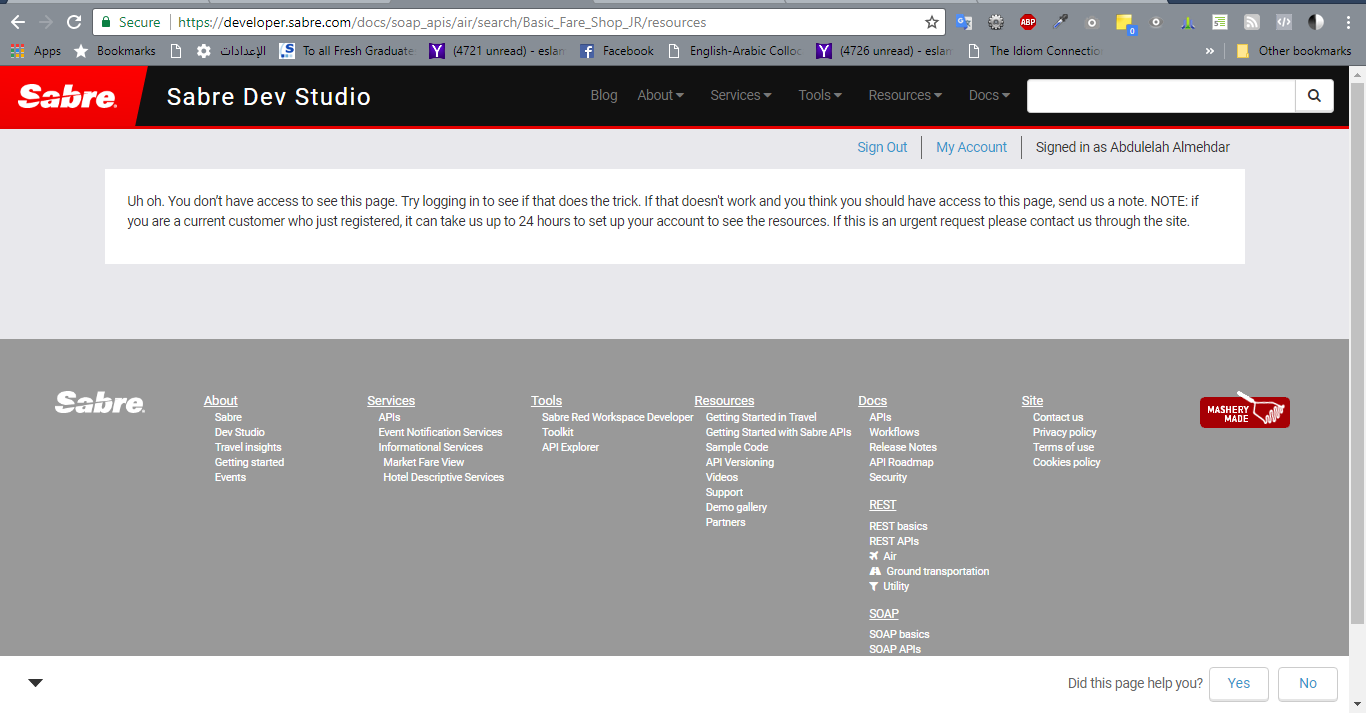 Secure https://developer.sabre.com/docs/soap_apis/air/search/Basic_Fare_Shop_JR/resources
ABP
0
Apps Bookmarks الإعدادات To all Fresh Graduate (4721 unread) - eslam Facebook English-Arabic Colloc (4726 unread) - eslam The Idiom Connection » Other bookmarks
Sabre. Sabre Dev Studio Blog About Services Tools Resources Docs
Sign Out My Account Signed in as Abdulelah Almehdar
Uh oh. You don't have access to see this page. Try logging in to see if that does the trick. If that doesn't work and you think you should have access to this page, send us a note. NOTE: if
you are a current customer who just registered, it can take us up to 24 hours to set up your account to see the resources. If this is an urgent request please contact us through the site.
Sabre.
About
Sabre
Dev Studio
Travel insights
Getting started
Events
Services
APIs
Event Notification Services
Informational Services
Market Fare View
Hotel Descriptive Services
Tools
Sabre Red Workspace Developer
Toolkit
API Explorer
Resources
Getting Started in Travel
Getting Started with Sabre APIs
Sample Code
API Versioning
Videos
Support
Demo gallery
Partners
Docs
APIs
Workflows
Release Notes
API Roadmap
Security
REST
REST basics
REST APIs
Air
Ground transportation
Utility
SOAP
SOAP basics
SOAP APIs
Site
Contact us
Privacy policy
Terms of use
Cookies policy
MASHERY
MADE
Did this page help you? Yes No